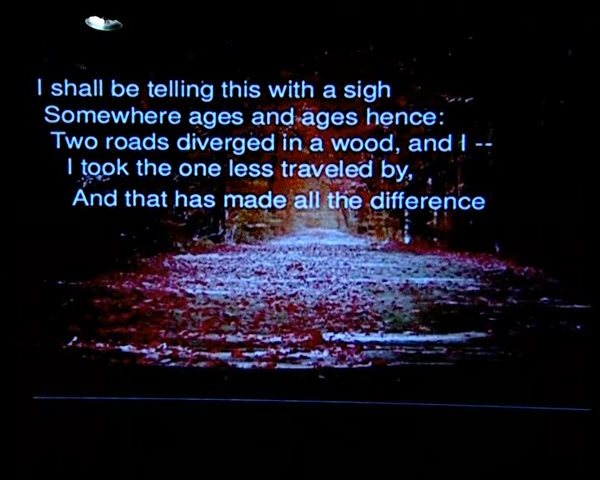 I shall be telling this with a sigh
Somewhere ages and ages hence:
Two roads diverged in a wood, and I --
I took the one less traveled by,
And that has made all the difference